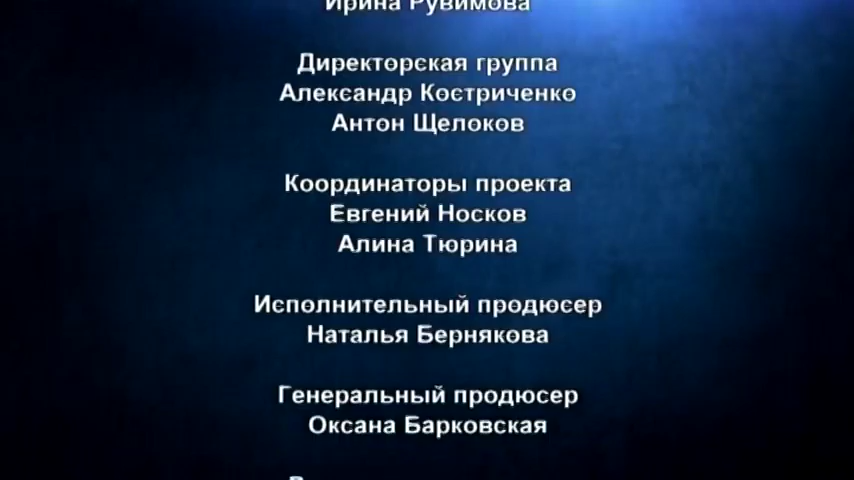 Ирина Рувимова
Директорская группа
Александр Костриченко
Антон Щелоков
Координаторы проекта
Евгений Носков
Алина Тюрина
Исполнительный продюсер
Наталья Бернякова
Генеральный продюсер
Оксана Барковская